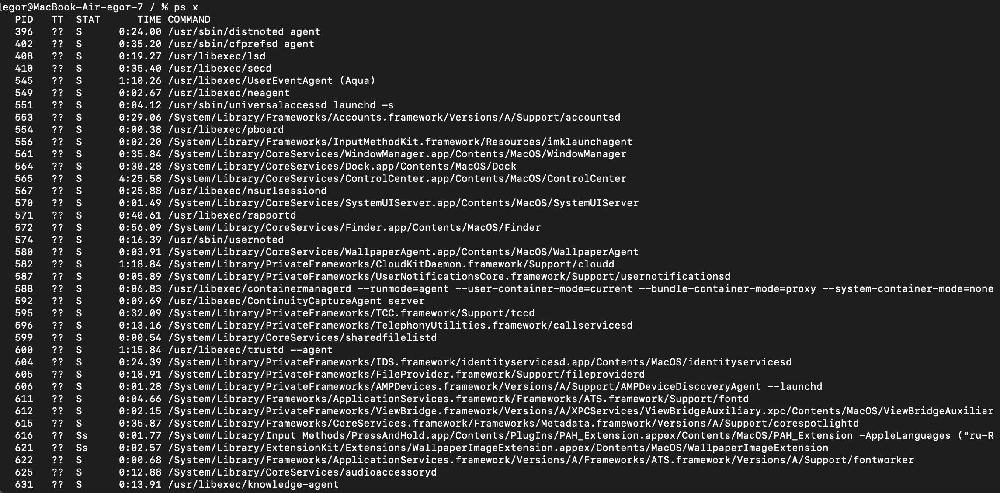 [egor@MacBook-Air-egor-7 / % ps x
  PID   TT  STAT      TIME COMMAND
  396   ??  S      0:24.00 /usr/sbin/distnoted agent
  402   ??  S      0:35.20 /usr/sbin/cfprefsd agent
  408   ??  S      0:19.27 /usr/libexec/lsd
  410   ??  S      0:35.40 /usr/libexec/secd
  545   ??  S      1:10.26 /usr/libexec/UserEventAgent (Aqua)
  549   ??  S      0:02.67 /usr/libexec/neagent
  551   ??  S      0:04.12 /usr/sbin/universalaccessd launchd -s
  553   ??  S      0:29.06 /System/Library/Frameworks/Accounts.framework/Versions/A/Support/accountsd
  554   ??  S      0:00.38 /usr/libexec/pboard
  556   ??  S      0:02.20 /System/Library/Frameworks/InputMethodKit.framework/Resources/imklaunchagent
  561   ??  S      0:35.84 /System/Library/CoreServices/WindowManager.app/Contents/MacOS/WindowManager
  564   ??  S      0:30.28 /System/Library/CoreServices/Dock.app/Contents/MacOS/Dock
  565   ??  S      4:25.58 /System/Library/CoreServices/ControlCenter.app/Contents/MacOS/ControlCenter
  567   ??  S      0:25.88 /usr/libexec/nsurlsessiond
  570   ??  S      0:01.49 /System/Library/CoreServices/SystemUIServer.app/Contents/MacOS/SystemUIServer
  571   ??  S      0:40.61 /usr/libexec/rapportd
  572   ??  S      0:56.09 /System/Library/CoreServices/Finder.app/Contents/MacOS/Finder
  574   ??  S      0:16.39 /usr/sbin/usernoted
  580   ??  S      0:03.91 /System/Library/CoreServices/WallpaperAgent.app/Contents/MacOS/WallpaperAgent
  582   ??  S      1:18.84 /System/Library/PrivateFrameworks/CloudKitDaemon.framework/Support/cloudd
  587   ??  S      0:05.89 /System/Library/PrivateFrameworks/UserNotificationsCore.framework/Support/usernotificationsd
  588   ??  S      0:06.83 /usr/libexec/containermanagerd --runmode=agent --user-container-mode=current --bundle-container-mode=proxy --system-container-mode=none
  592   ??  S      0:09.69 /usr/libexec/ContinuityCaptureAgent server
  595   ??  S      0:32.09 /System/Library/PrivateFrameworks/TCC.framework/Support/tccd
  596   ??  S      0:13.16 /System/Library/PrivateFrameworks/TelephonyUtilities.framework/callservicesd
  599   ??  S      0:00.54 /System/Library/CoreServices/sharedfilelistd
  600   ??  S      1:15.84 /usr/libexec/trustd --agent
  604   ??  S      0:24.39 /System/Library/PrivateFrameworks/IDS.framework/identityservicesd.app/Contents/MacOS/identityservicesd
  605   ??  S      0:18.91 /System/Library/PrivateFrameworks/FileProvider.framework/Support/fileproviderd
  606   ??  S      0:01.28 /System/Library/PrivateFrameworks/AMPDevices.framework/Versions/A/Support/AMPDeviceDiscoveryAgent --launchd
  611   ??  S      0:04.66 /System/Library/Frameworks/ApplicationServices.framework/Frameworks/ATS.framework/Support/fontd
  612   ??  S      0:02.15 /System/Library/PrivateFrameworks/ViewBridge.framework/Versions/A/XPCServices/ViewBridgeAuxiliary.xpc/Contents/MacOS/ViewBridgeAuxiliar
  615   ??  S      0:35.87 /System/Library/Frameworks/CoreServices.framework/Frameworks/Metadata.framework/Versions/A/Support/corespotlightd
  616   ??  Ss     0:01.77 /System/Library/Input Methods/PressAndHold.app/Contents/PlugIns/PAH_Extension.appex/Contents/MacOS/PAH_Extension -AppleLanguages ("ru-R
  621   ??  Ss     0:02.57 /System/Library/ExtensionKit/Extensions/WallpaperImageExtension.appex/Contents/MacOS/WallpaperImageExtension
  622   ??  S      0:00.68 /System/Library/Frameworks/ApplicationServices.framework/Versions/A/Frameworks/ATS.framework/Versions/A/Support/fontworker
  625   ??  S      0:12.88 /System/Library/CoreServices/audioaccessoryd
  631   ??  S      0:13.91 /usr/libexec/knowledge-agent